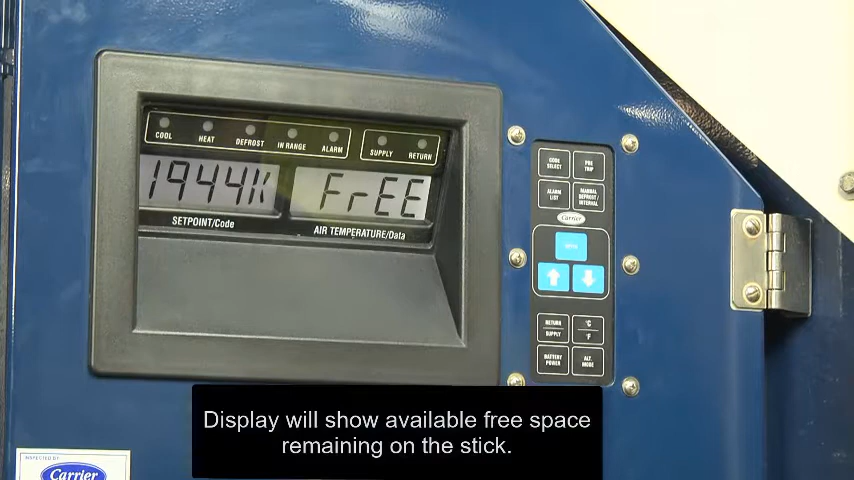 COOL HEAT DEFROST IN RANGE ALARM SUPPLY RETURN
1944K FrEE
SETPOINT/Code AIR TEMPERATURE/Data
CODE SELECT
PRE TRIP
ALARM LIST
MANUAL DEFROST / INTERVAL
Carrier
RETURN SUPPLY
°C °F
BATTERY POWER
ALT. MODE
Display will show available free space
remaining on the stick.
INSPECTED BY
Carrier